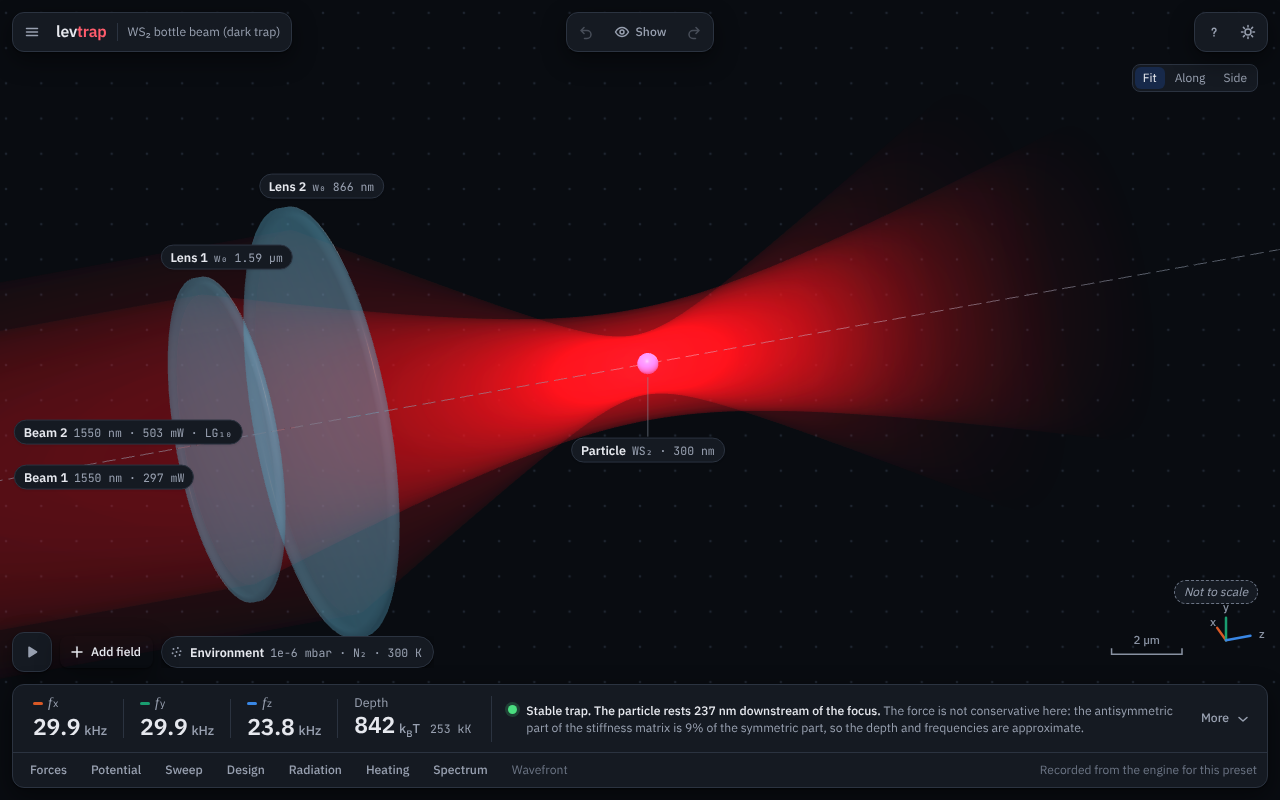 levtrap WS₂ bottle beam (dark trap)
Show
?
Fit Along Side
Lens 2 w₀ 866 nm
Lens 1 w₀ 1.59 µm
Beam 2 1550 nm · 503 mW · LG₁₀
Beam 1 1550 nm · 297 mW
Particle WS₂ · 300 nm
Not to scale
y
x
z
2 µm
Add field
Environment 1e-6 mbar · N₂ · 300 K
fx
29.9 kHz
fy
29.9 kHz
fz
23.8 kHz
Depth
842 kBT 253 kK
Stable trap. The particle rests 237 nm downstream of the focus. The force is not conservative here: the antisymmetric
part of the stiffness matrix is 9% of the symmetric part, so the depth and frequencies are approximate.
More
Forces Potential Sweep Design Radiation Heating Spectrum Wavefront
Recorded from the engine for this preset